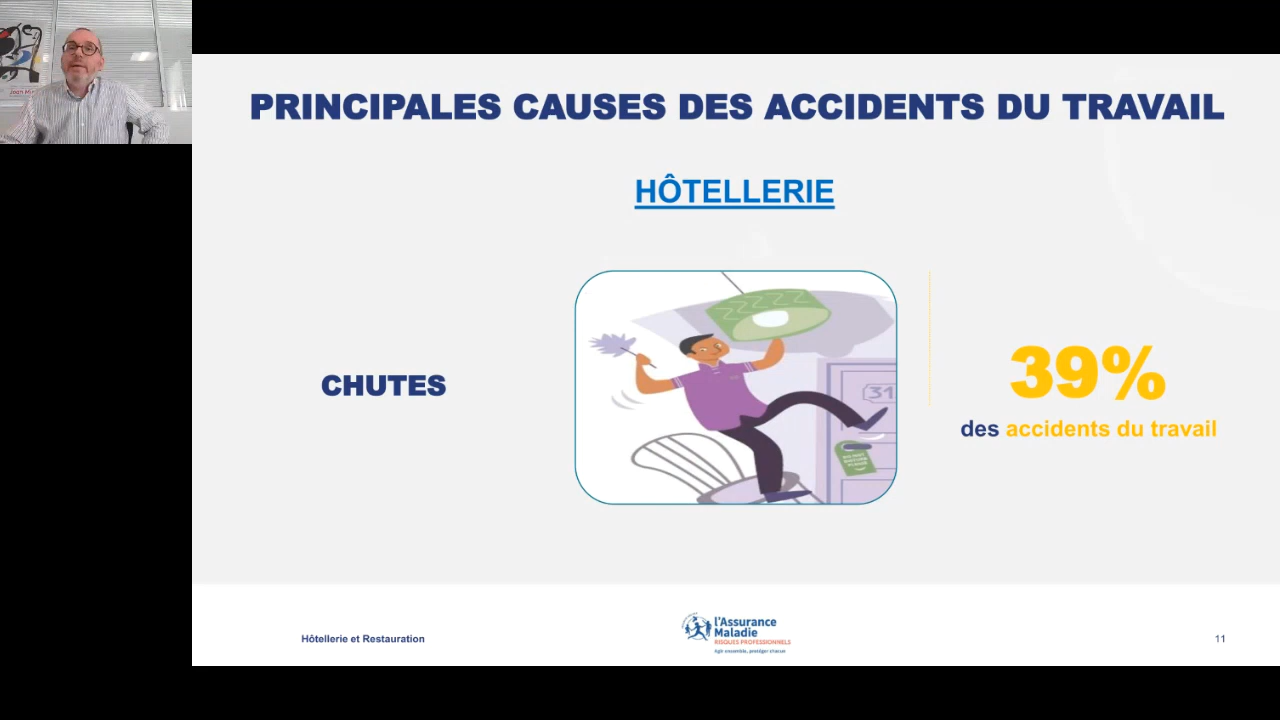 PRINCIPALES CAUSES DES ACCIDENTS DU TRAVAIL
HÔTELLERIE
CHUTES
31
39%
des accidents du travail
Hôtellerie et Restauration
l'Assurance
Maladie
RISQUES PROFESSIONNELS
Agir ensemble, protéger chacun
11